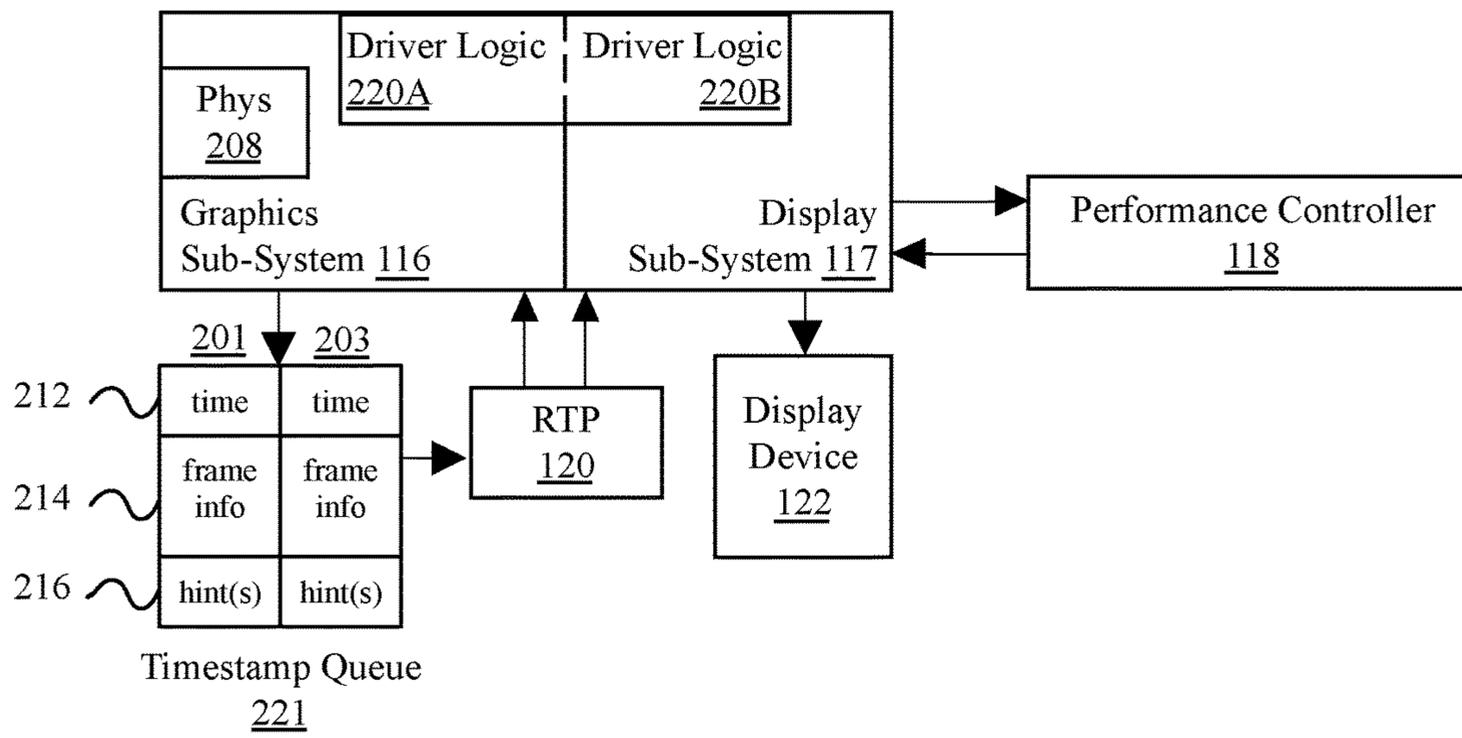 Driver Logic
220A
Driver Logic
220B
Phys
208
Graphics
Sub-System 116
Display
Sub-System 117
Performance Controller
118
201
203
212
time
time
214
frame
info
frame
info
216
hint(s)
hint(s)
Timestamp Queue
221
RTP
120
Display
Device
122